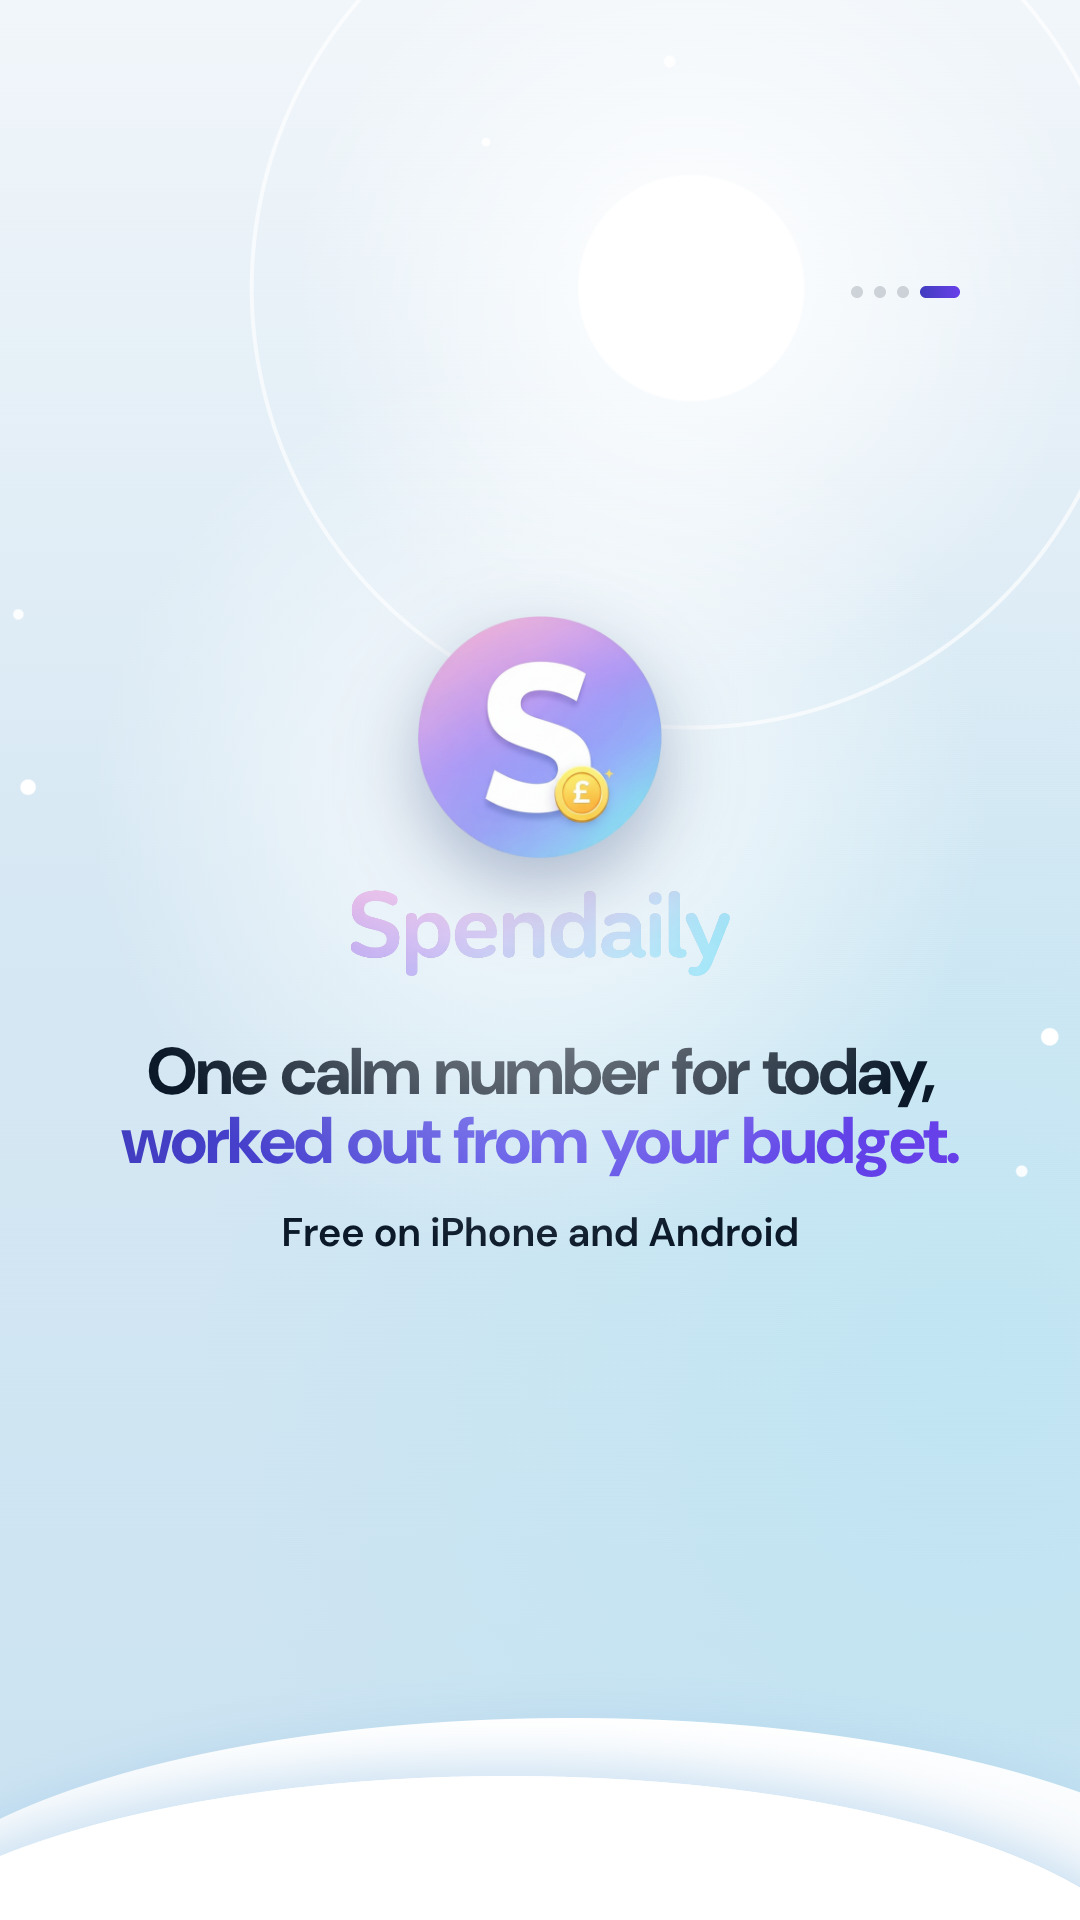 S
£
Spendaily
One calm number for today,
worked out from your budget.
Free on iPhone and Android